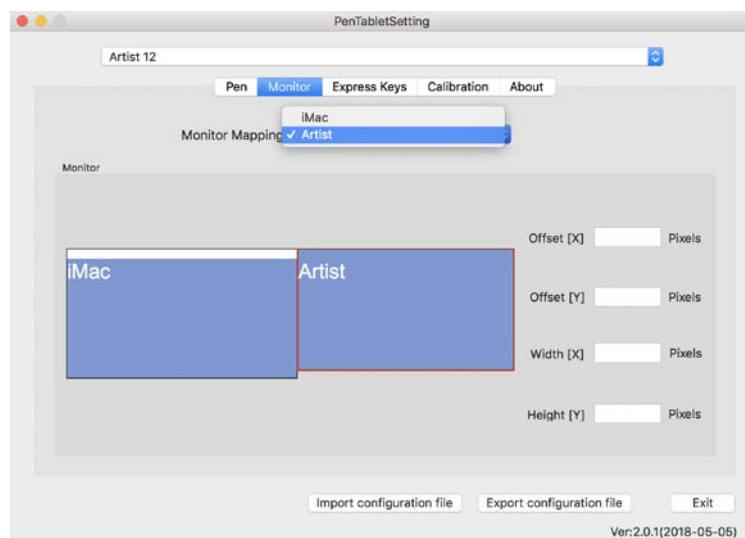 PenTabletSetting
Artist 12
Pen Monitor Express Keys Calibration About
iMac
Monitor Mapping ✓ Artist
Monitor
Offset [X] Pixels
iMac Artist
Offset [Y] Pixels
Width [X] Pixels
Height [Y] Pixels
Import configuration file Export configuration file Exit
Ver:2.0.1(2018-05-05)